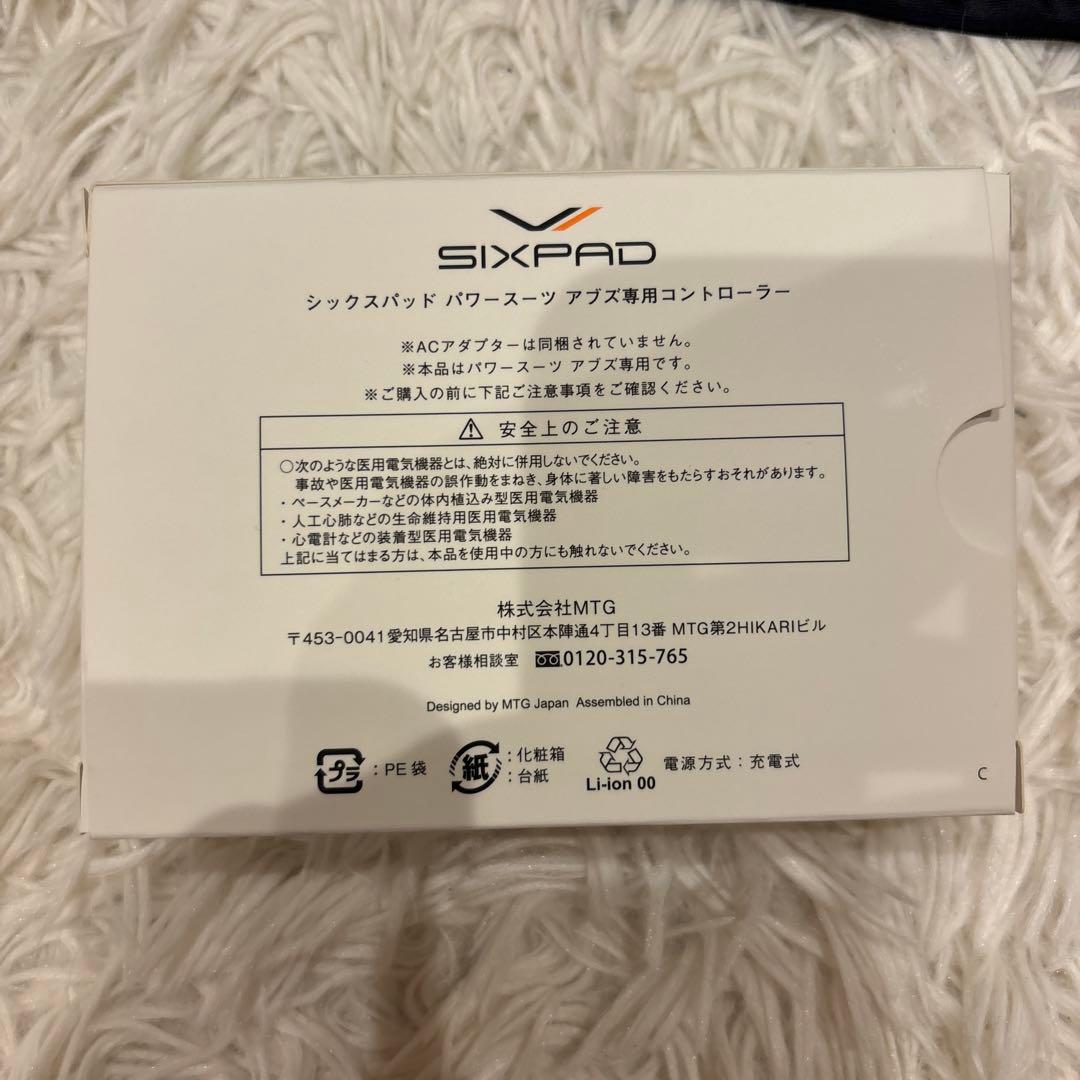 SIXPAD
シックスパッド パワースーツ アブズ専用コントローラー
※ACアダプターは同梱されていません。
※本品はパワースーツ アブズ専用です。
※ご購入の前に下記ご注意事項をご確認ください。
安全上のご注意
○次のような医用電気機器とは、絶対に併用しないでください。
事故や医用電気機器の誤作動をまねき、身体に著しい障害をもたらすおそれがあります。
・ペースメーカーなどの体内植込み型医用電気機器
・人工心肺などの生命維持用医用電気機器
・心電計などの装着型医用電気機器
上記に当てはまる方は、本品を使用中の方にも触れないでください。
株式会社MTG
〒453-0041 愛知県名古屋市中村区本陣通4丁目13番 MTG第2HIKARIビル
お客様相談室 0120-315-765
Designed by MTG Japan Assembled in China
プラ : PE袋
紙 : 化粧箱
: 台紙
Li-ion 00
電源方式 : 充電式
C